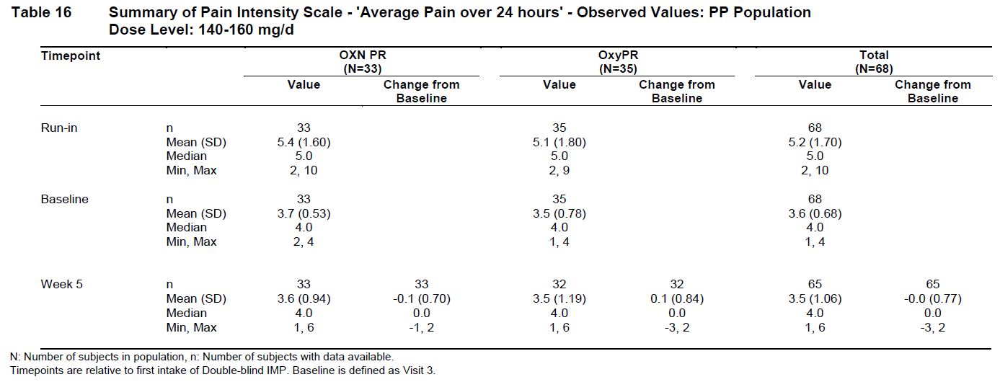 Table 16 Summary of Pain Intensity Scale - 'Average Pain over 24 hours' - Observed Values: PP Population
Dose Level: 140-160 mg/d
Timepoint OXN PR OxyPR Total
(N=33) (N=35) (N=68)
Value Change from Value Change from Value Change from
Baseline Baseline Baseline
Run-in n 33 35 68
Mean (SD) 5.4 (1.60) 5.1 (1.80) 5.2 (1.70)
Median 5.0 5.0 5.0
Min, Max 2, 10 2, 9 2, 10
Baseline n 33 35 68
Mean (SD) 3.7 (0.53) 3.5 (0.78) 3.6 (0.68)
Median 4.0 4.0 4.0
Min, Max 2, 4 1, 4 1, 4
Week 5 n 33 33 32 32 65 65
Mean (SD) 3.6 (0.94) -0.1 (0.70) 3.5 (1.19) 0.1 (0.84) 3.5 (1.06) -0.0 (0.77)
Median 4.0 0.0 4.0 0.0 4.0 0.0
Min, Max 1, 6 -1, 2 1, 6 -3, 2 1, 6 -3, 2
N: Number of subjects in population, n: Number of subjects with data available.
Timepoints are relative to first intake of Double-blind IMP. Baseline is defined as Visit 3.